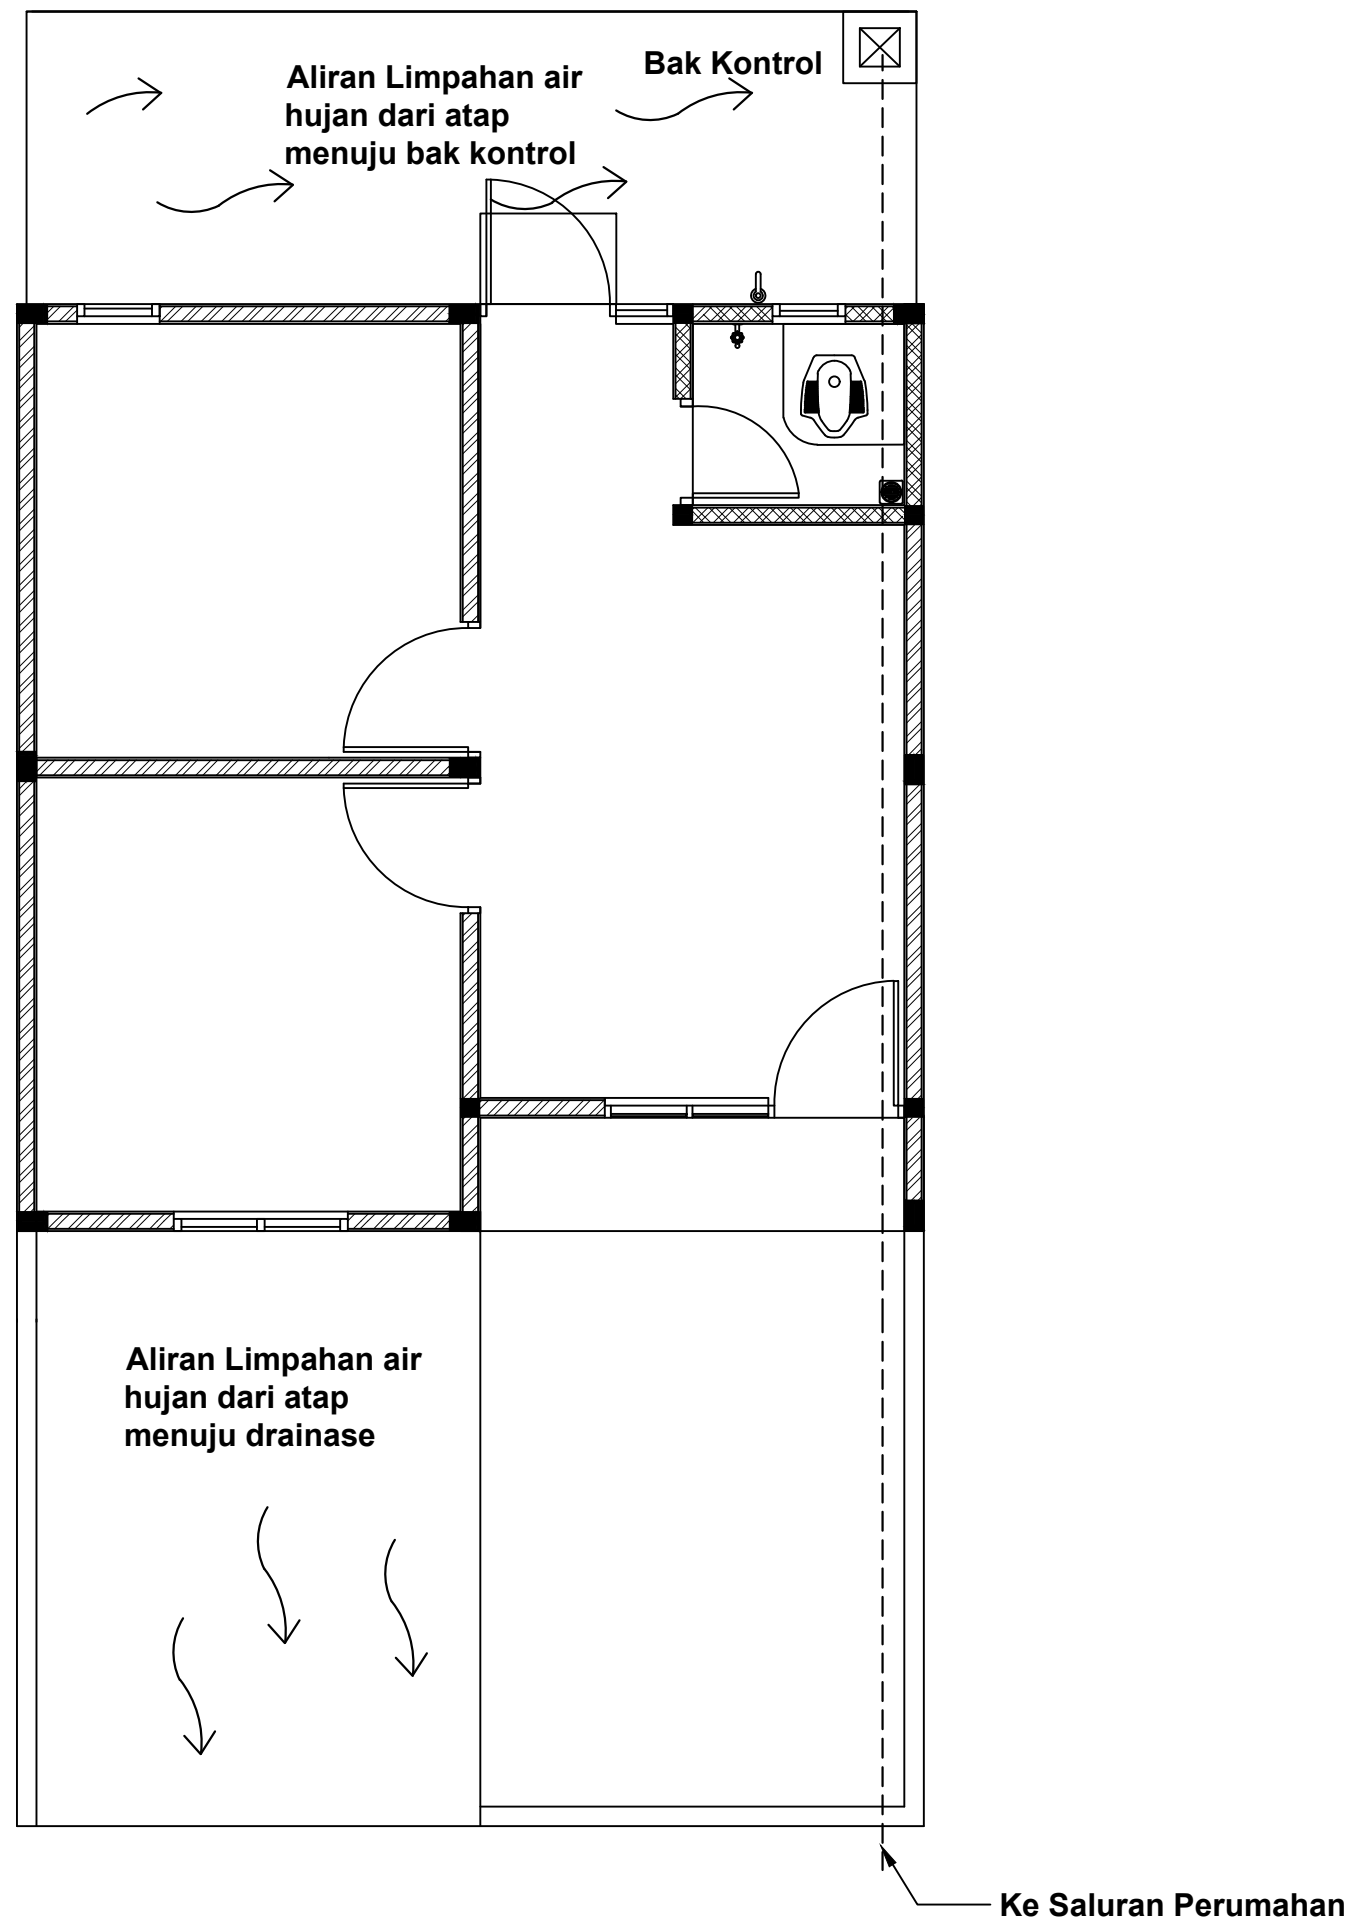 Bak Kontrol
Aliran Limpahan air
hujan dari atap
menuju bak kontrol
Aliran Limpahan air
hujan dari atap
menuju drainase
Ke Saluran Perumahan